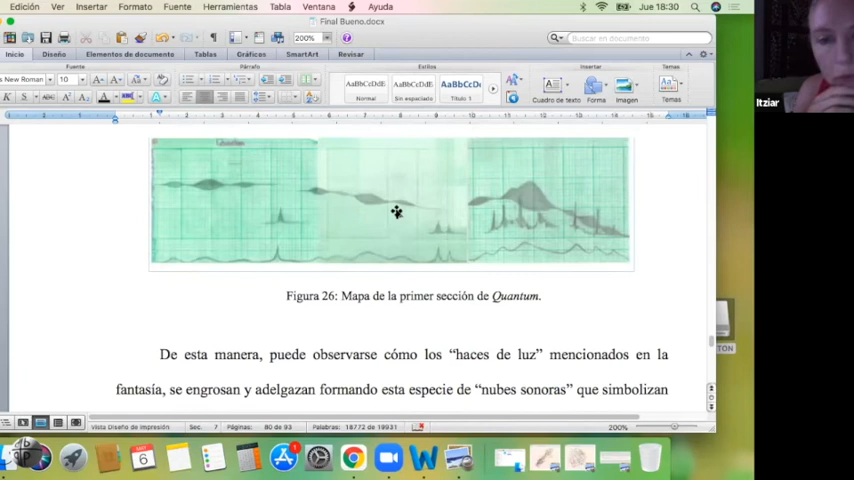 Edición Ver Insertar Formato Fuente Herramientas Tabla Ventana Ayuda Jue 18:30
Final Bueno.docx
200% Buscar en documento
Inicio Diseño Elementos de documento Tablas Gráficos SmartArt Revisar
Fuente Párrafo Estilos Insertar Temas
s New Roman 10 AaBbCcDdE AaBbCcDdE AaBbCcDc
K S ABC Normal Sin espaciado Título 1 Cuadro de texto Forma Imagen Temas
Figura 26: Mapa de la primer sección de Quantum.
De esta manera, puede observarse cómo los “haces de luz” mencionados en la
fantasía, se engrosan y adelgazan formando esta especie de “nubes sonoras” que simbolizan
Vista Diseño de impresión Sec. 7 Páginas: 80 de 93 Palabras: 18772 de 19931 200%
Itziar
TON
6
1